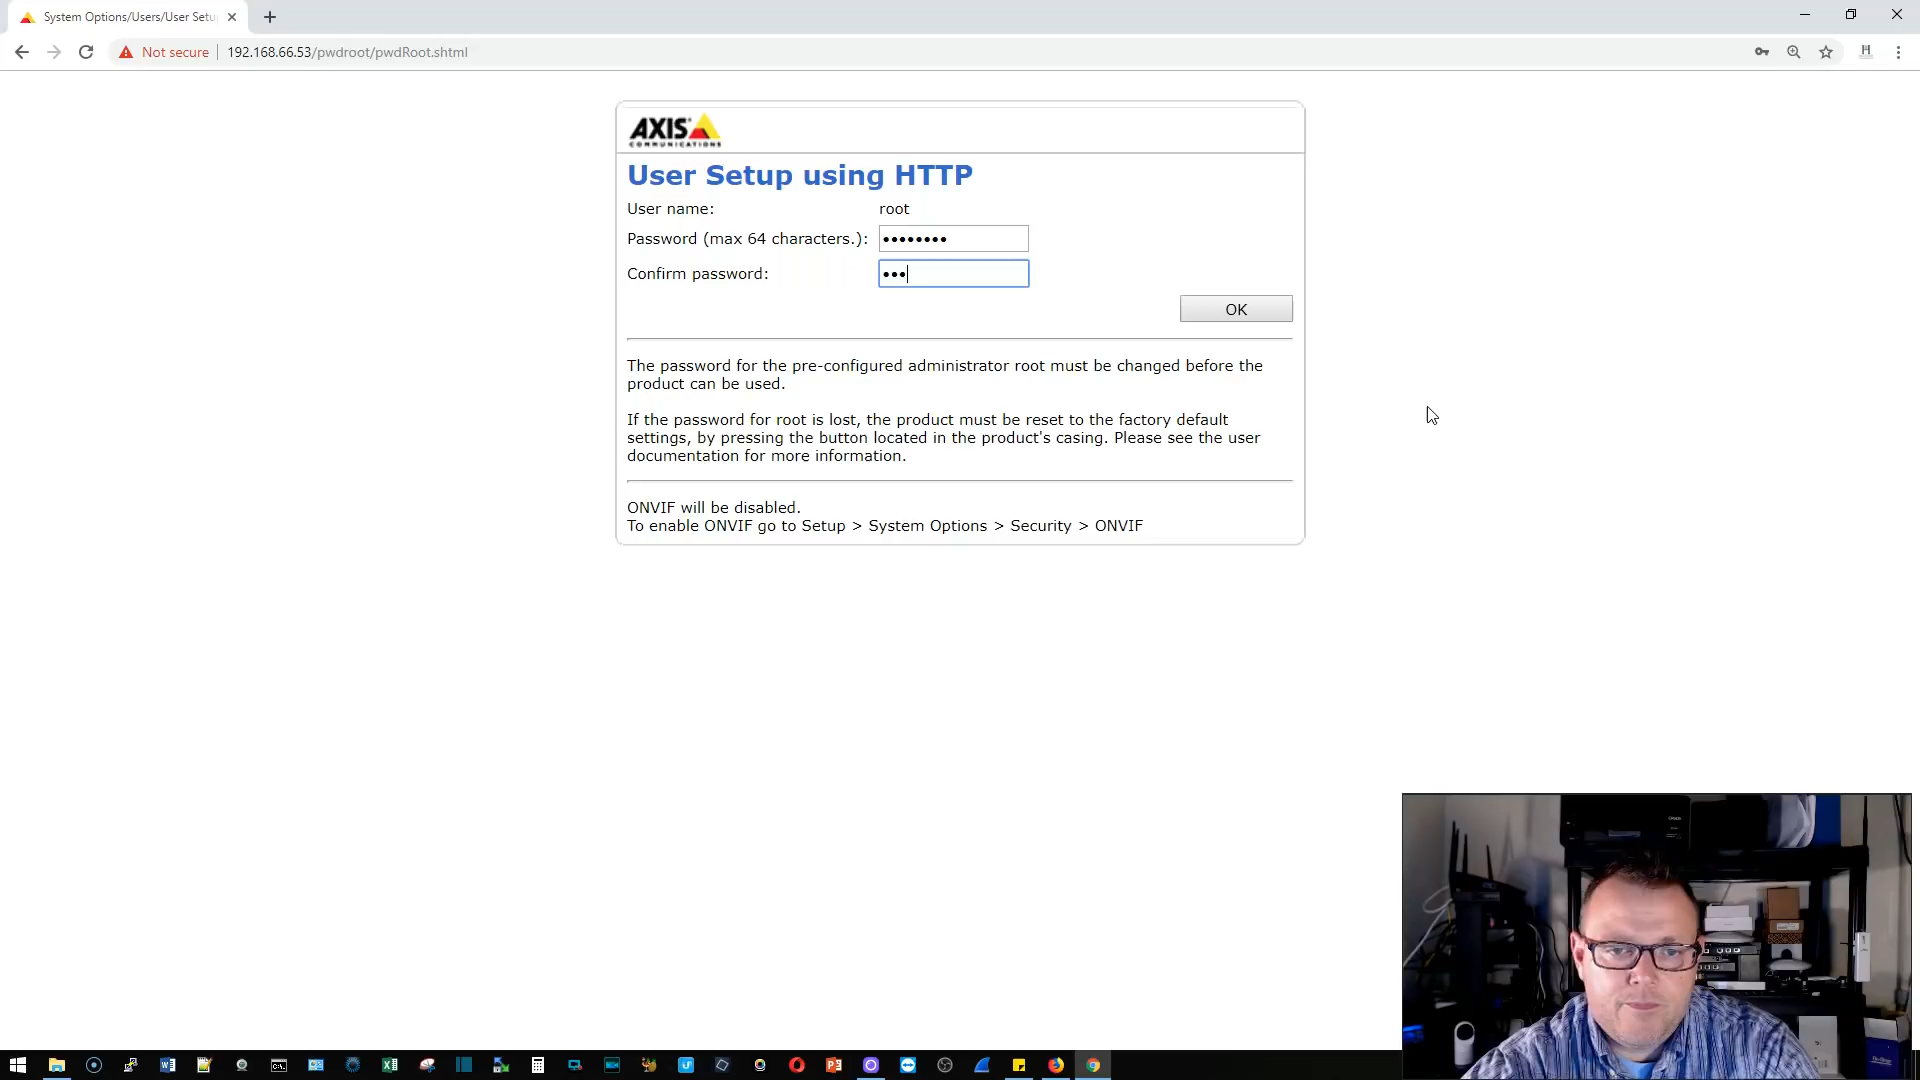 System Options/Users/User Setu
Not secure 192.168.66.53/pwdroot/pwdRoot.shtml
AXIS
COMMUNICATIONS
User Setup using HTTP
User name: root
Password (max 64 characters.): ••••••••
Confirm password: •••
OK
The password for the pre-configured administrator root must be changed before the
product can be used.
If the password for root is lost, the product must be reset to the factory default
settings, by pressing the button located in the product's casing. Please see the user
documentation for more information.
ONVIF will be disabled.
To enable ONVIF go to Setup > System Options > Security > ONVIF